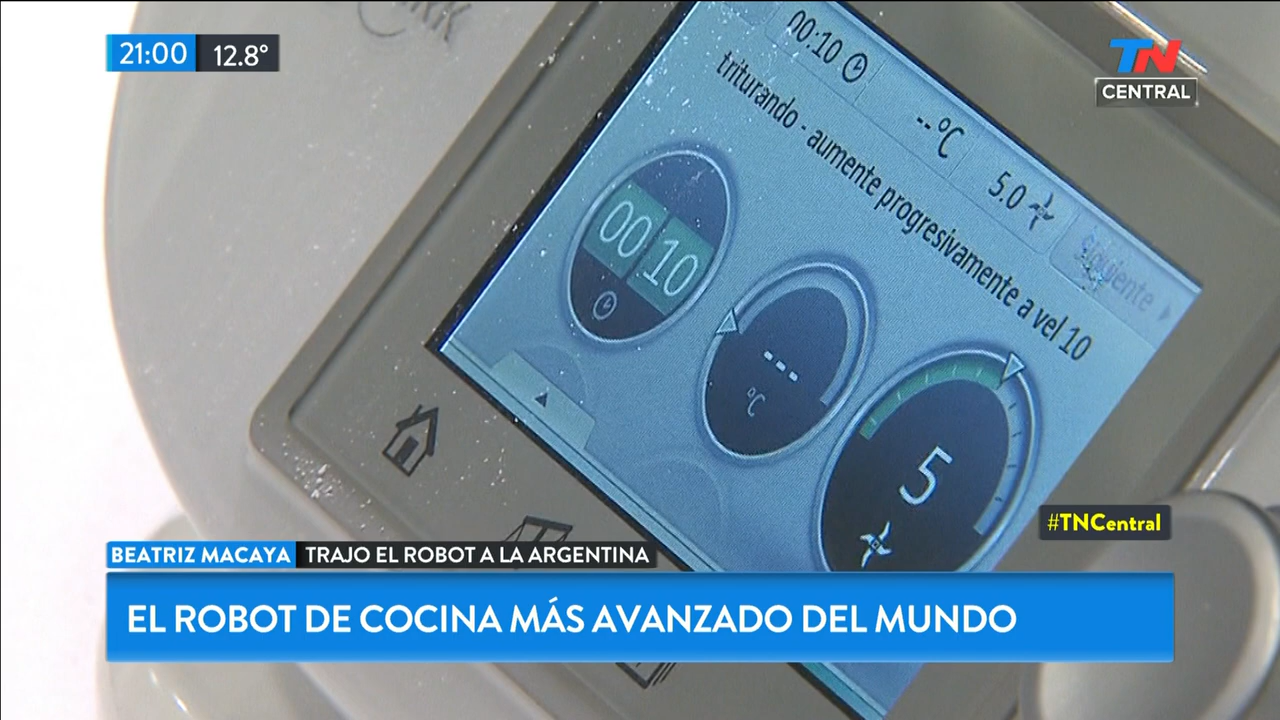 21:00 12.8°
TN
CENTRAL
00:10
--°C
5.0
siguiente
triturando - aumente progresivamente a vel 10
00 10
---
°C
5
#TNCentral
BEATRIZ MACAYA TRAJO EL ROBOT A LA ARGENTINA
EL ROBOT DE COCINA MÁS AVANZADO DEL MUNDO